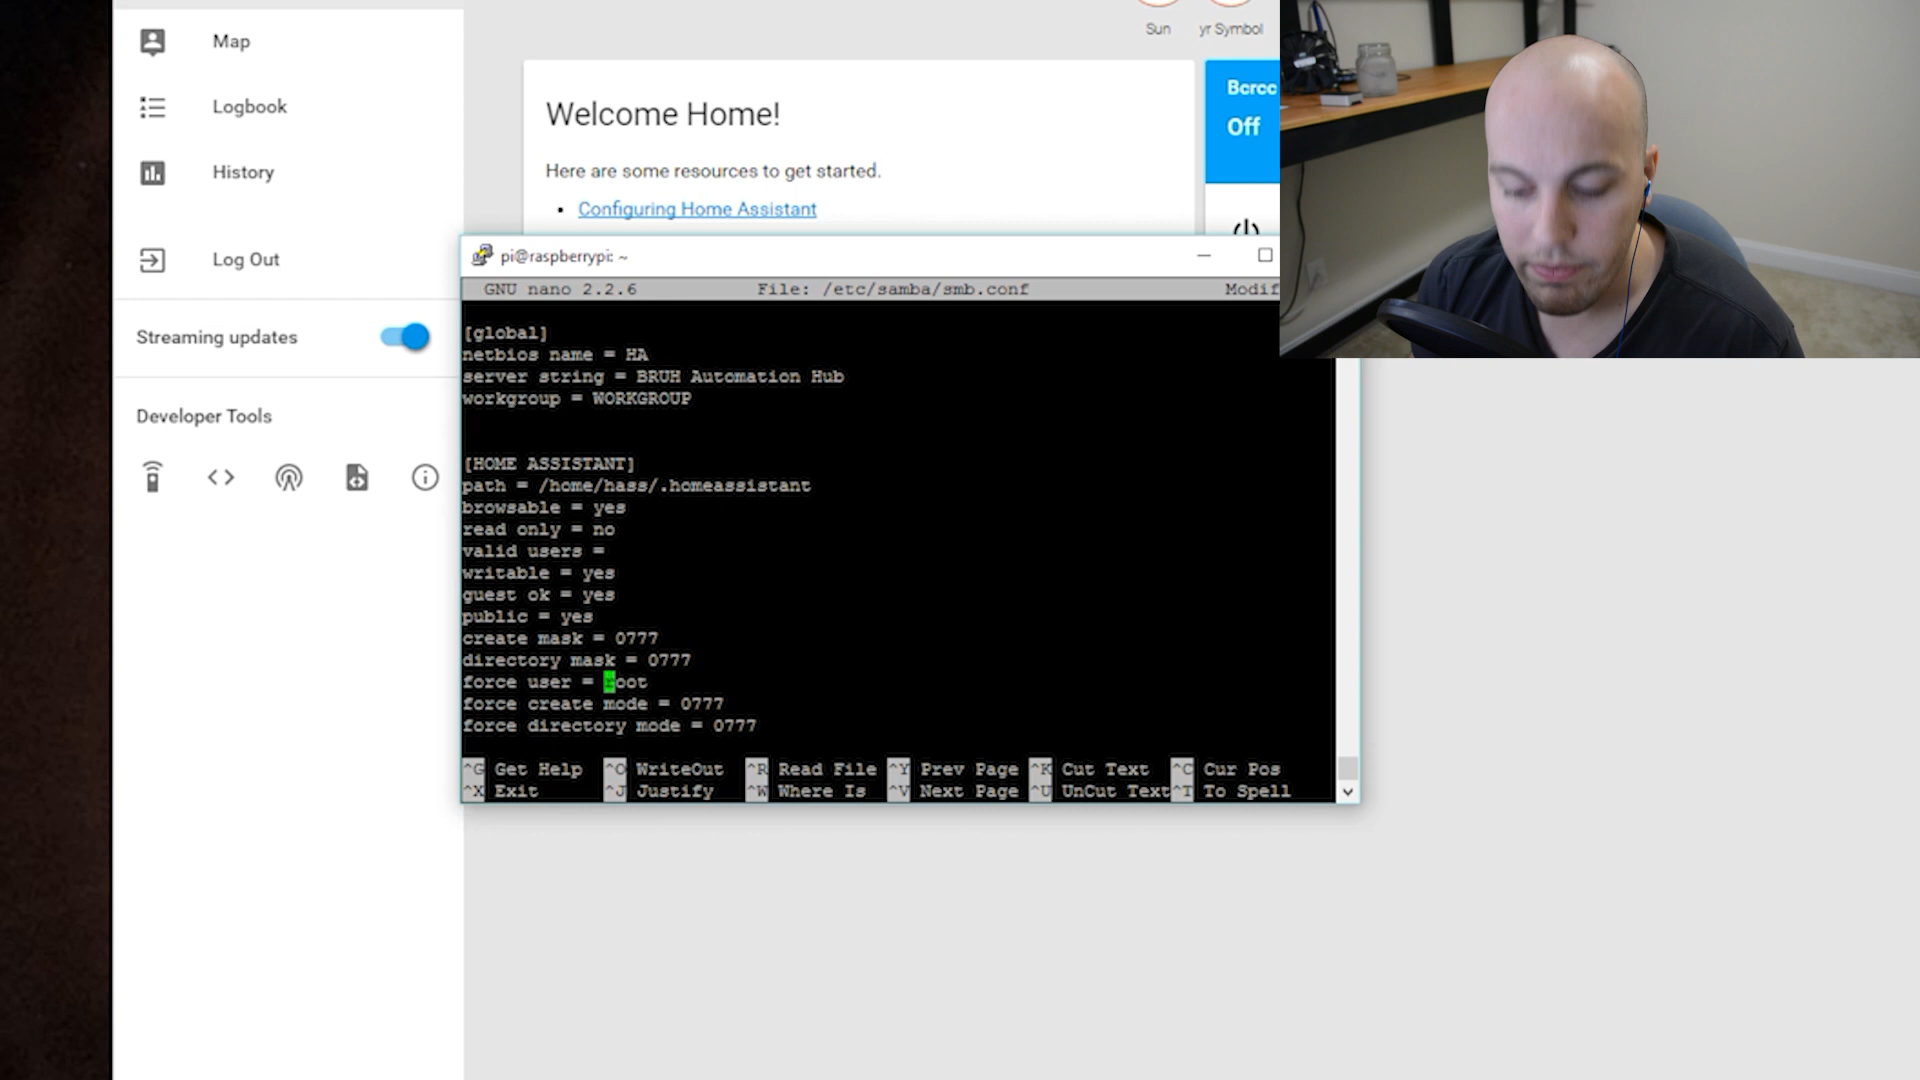 Map
Logbook
History
Log Out
Streaming updates
Developer Tools
Sun
yr Symbol
Welcome Home!
Here are some resources to get started.
• Configuring Home Assistant
Off
pi@raspberrypi: ~
GNU nano 2.2.6 File: /etc/samba/smb.conf Modif
[global]
netbios name = HA
server string = BRUH Automation Hub
workgroup = WORKGROUP
[HOME ASSISTANT]
path = /home/hass/.homeassistant
browsable = yes
read only = no
valid users =
writable = yes
guest ok = yes
public = yes
create mask = 0777
directory mask = 0777
force user = root
force create mode = 0777
force directory mode = 0777
^G Get Help ^O WriteOut ^R Read File ^Y Prev Page ^K Cut Text ^C Cur Pos
^X Exit ^J Justify ^W Where Is ^V Next Page ^U UnCut Text ^T To Spell